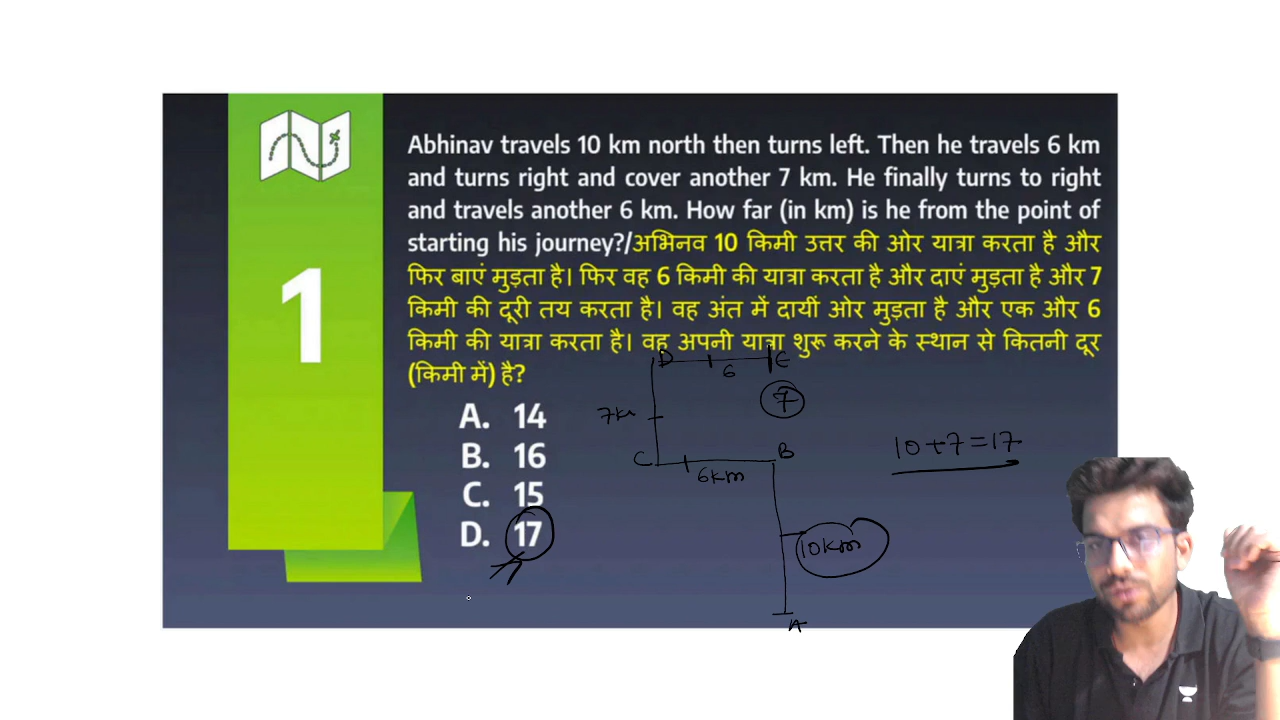 1
Abhinav travels 10 km north then turns left. Then he travels 6 km
and turns right and cover another 7 km. He finally turns to right
and travels another 6 km. How far (in km) is he from the point of
starting his journey?/अभिनव 10 किमी उत्तर की ओर यात्रा करता है और
फिर बाएं मुड़ता है। फिर वह 6 किमी की यात्रा करता है और दाएं मुड़ता है और 7
किमी की दूरी तय करता है। वह अंत में दायीं ओर मुड़ता है और एक और 6
किमी की यात्रा करता है। वह अपनी यात्रा शुरू करने के स्थान से कितनी दूर
(किमी में) है?
A. 14
B. 16
C. 15
D. 17
D
E
6
7km
7
C
B
6km
10km
A
10+7=17